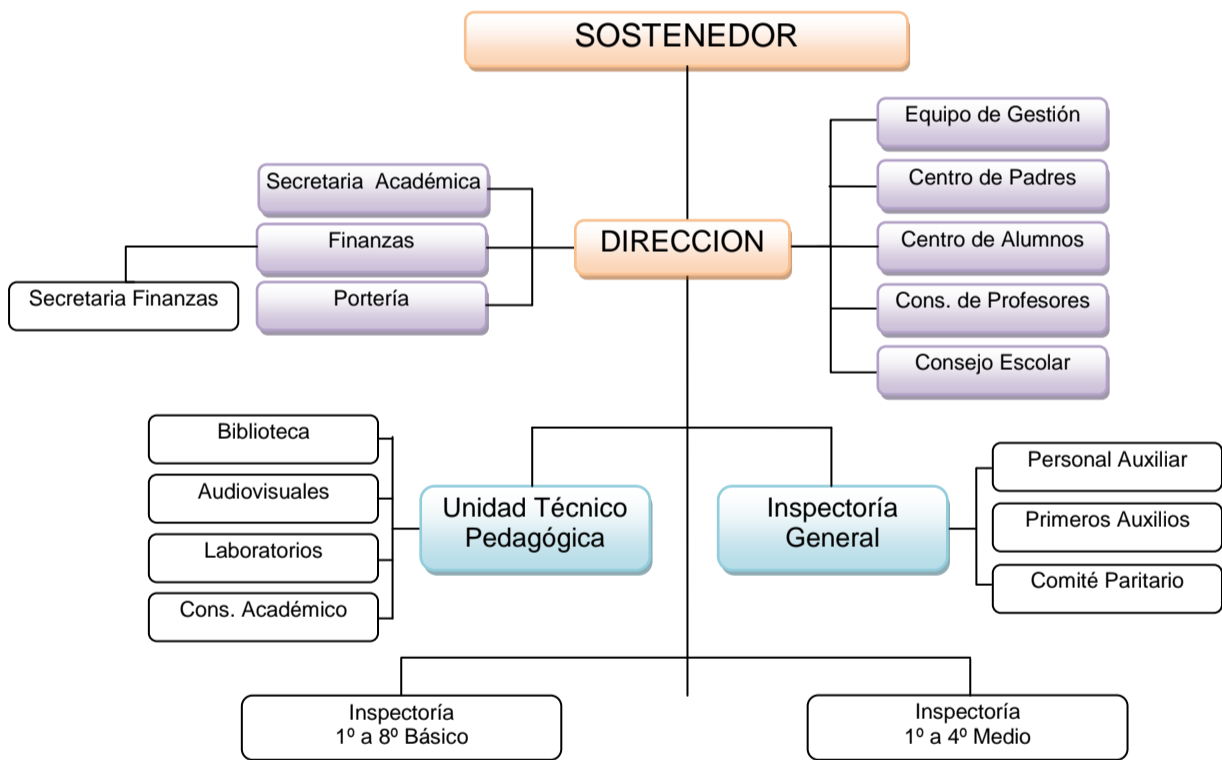 SOSTENEDOR
Equipo de Gestión
Secretaria Académica
Centro de Padres
Finanzas
DIRECCION
Centro de Alumnos
Secretaria Finanzas
Portería
Cons. de Profesores
Consejo Escolar
Biblioteca
Audiovisuales
Laboratorios
Cons. Académico
Unidad Técnico
Pedagógica
Inspectoría
General
Personal Auxiliar
Primeros Auxilios
Comité Paritario
Inspectoría
1º a 8º Básico
Inspectoría
1º a 4º Medio